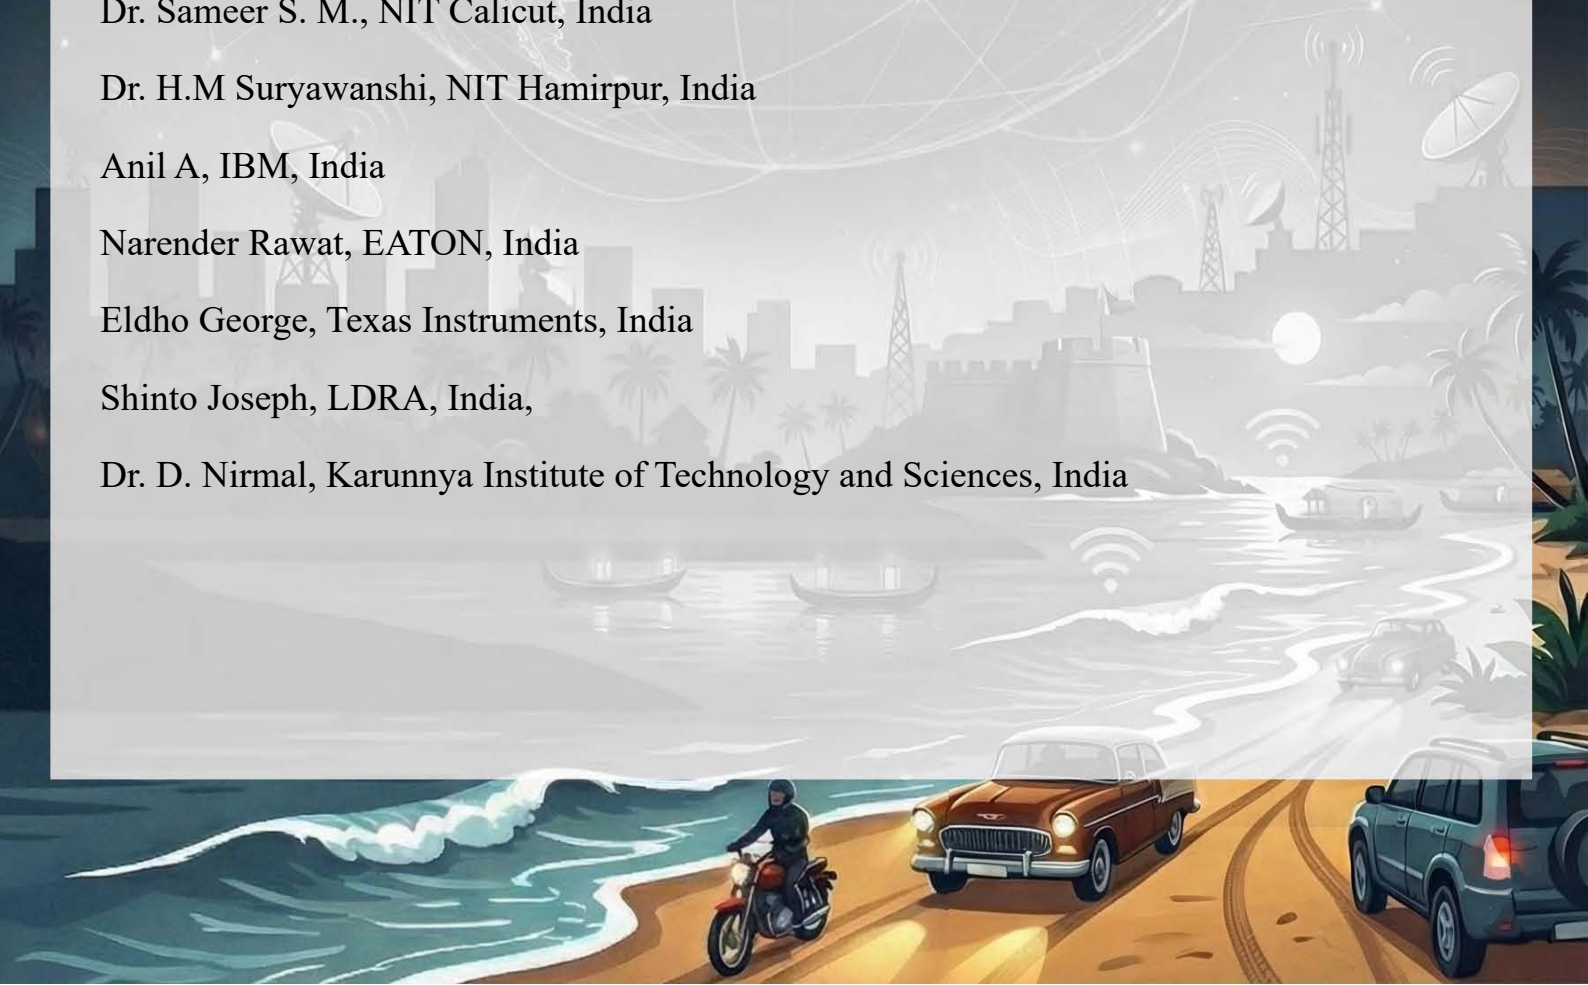 Dr. Sameer S. M., NIT Calicut, India
Dr. H.M Suryawanshi, NIT Hamirpur, India
Anil A, IBM, India
Narender Rawat, EATON, India
Eldho George, Texas Instruments, India
Shinto Joseph, LDRA, India,
Dr. D. Nirmal, Karunnya Institute of Technology and Sciences, India